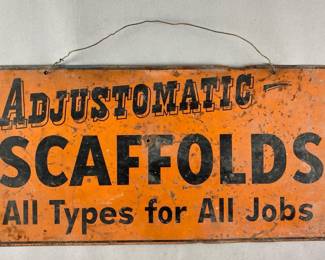 ADJUSTOMATIC
SCAFFOLDS
All Types for All Jobs